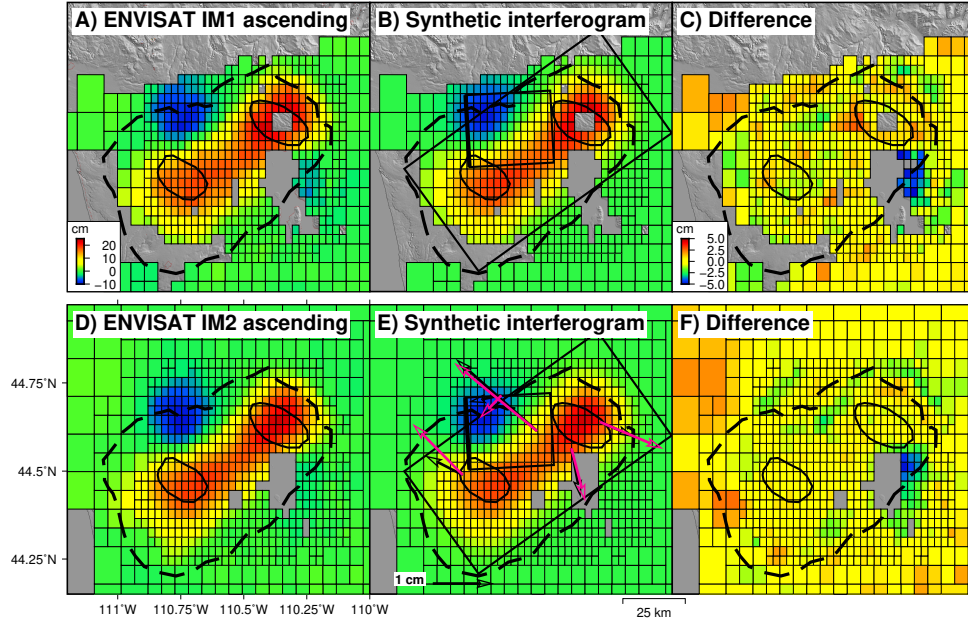 A) ENVISAT IM1 ascending
B) Synthetic interferogram
C) Difference
cm
20
10
0
−10
cm
5.0
2.5
0.0
−2.5
−5.0
D) ENVISAT IM2 ascending
E) Synthetic interferogram
F) Difference
44.75°N
44.5°N
44.25°N
1 cm
111°W
110.75°W
110.5°W
110.25°W
110°W
25 km